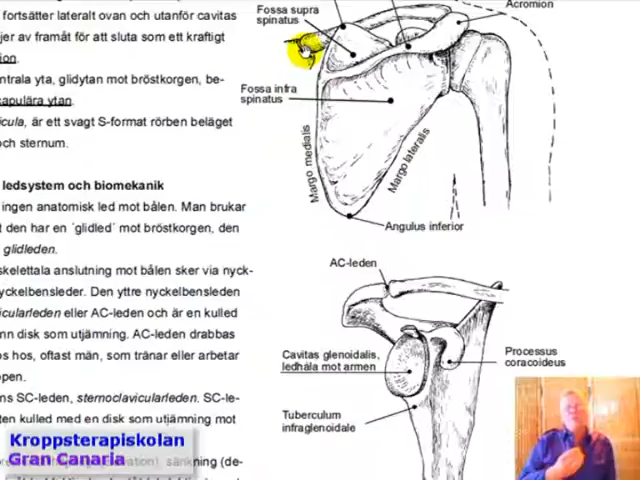 fortsätter lateralt ovan och utanför cavitas
jer av framåt för att sluta som ett kraftigt
ion.
ntrala yta, glidytan mot bröstkorgen, be-
capulära ytan.
icula, är ett svagt S-format rörben beläget
och sternum.
ledsystem och biomekanik
ingen anatomisk led mot bålen. Man brukar
t den har en ´glidled´ mot bröstkorgen, den
glidleden.
skelettala anslutning mot bålen sker via nyck-
yckelbensleder. Den yttre nyckelbensleden
icularleden eller AC-leden och är en kulled
mn disk som utjämning. AC-leden drabbas
os hos, oftast män, som tränar eller arbetar
ppen.
ns SC-leden, sternoclavicularleden. SC-le-
ten kulled med en disk som utjämning mot
sänkning (de-
Fossa supra
spinatus
Acromion
Fossa infra
spinatus
Margo medialis
Margo lateralis
Angulus inferior
AC-leden
Cavitas glenoidalis,
ledhåla mot armen
Processus
coracoideus
Tuberculum
infraglenoidale
Kroppsterapiskolan
Gran Canaria